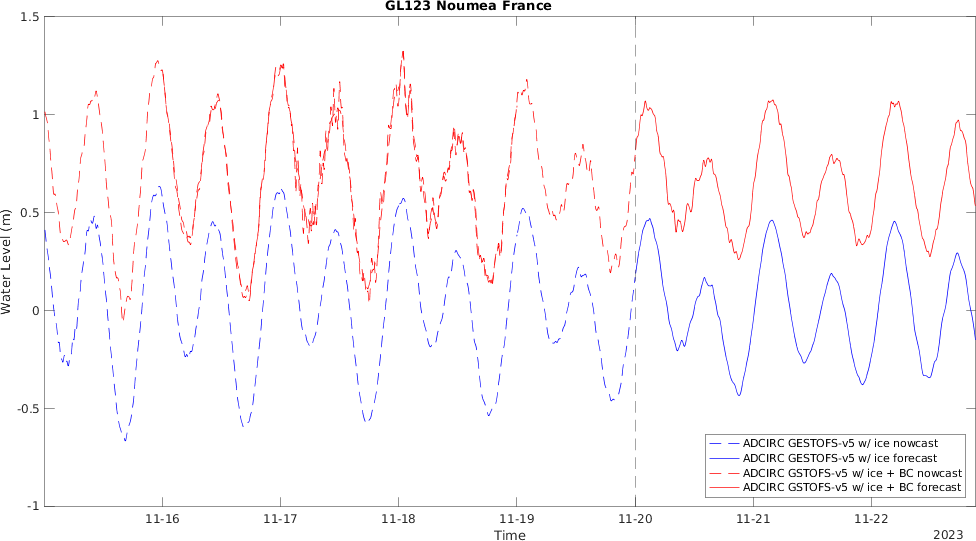 GL123 Noumea France
1.5
1
0.5
0
-0.5
-1
Water Level (m)
11-16
11-17
11-18
11-19
11-20
11-21
11-22
Time
2023
ADCIRC GESTOFS-v5 w/ ice nowcast
ADCIRC GESTOFS-v5 w/ ice forecast
ADCIRC GSTOFS-v5 w/ ice + BC nowcast
ADCIRC GSTOFS-v5 w/ ice + BC forecast